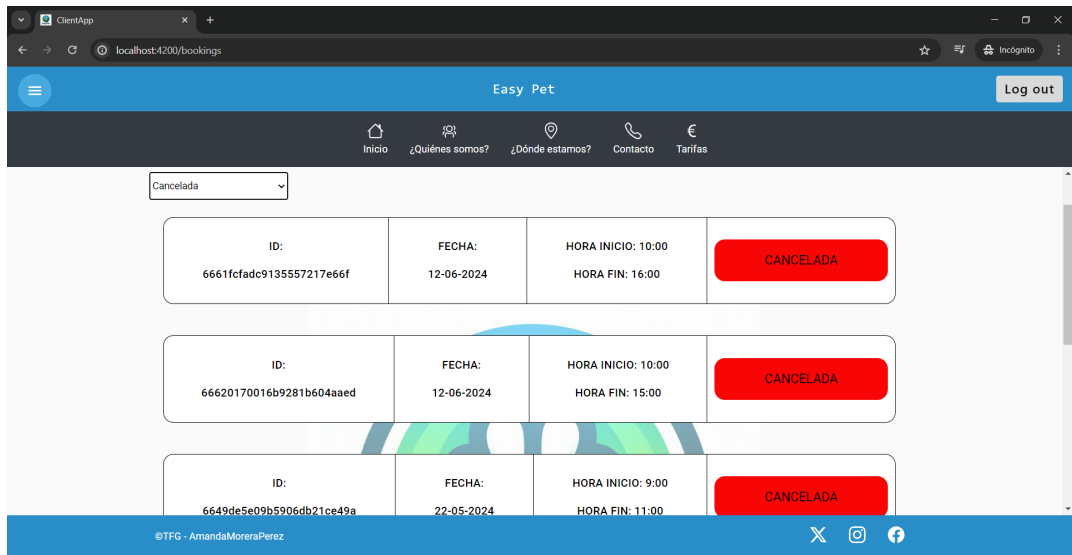 ClientApp
localhost:4200/bookings
Incógnito
Easy Pet
Log out
Inicio
¿Quiénes somos?
¿Dónde estamos?
Contacto
€
Tarifas
Cancelada
ID:
6661fcfadc9135557217e66f
FECHA:
12-06-2024
HORA INICIO: 10:00
HORA FIN: 16:00
CANCELADA
ID:
66620170016b9281b604aaed
FECHA:
12-06-2024
HORA INICIO: 10:00
HORA FIN: 15:00
CANCELADA
ID:
6649de5e09b5906db21ce49a
FECHA:
22-05-2024
HORA INICIO: 9:00
HORA FIN: 11:00
CANCELADA
©TFG - AmandaMoreraPerez